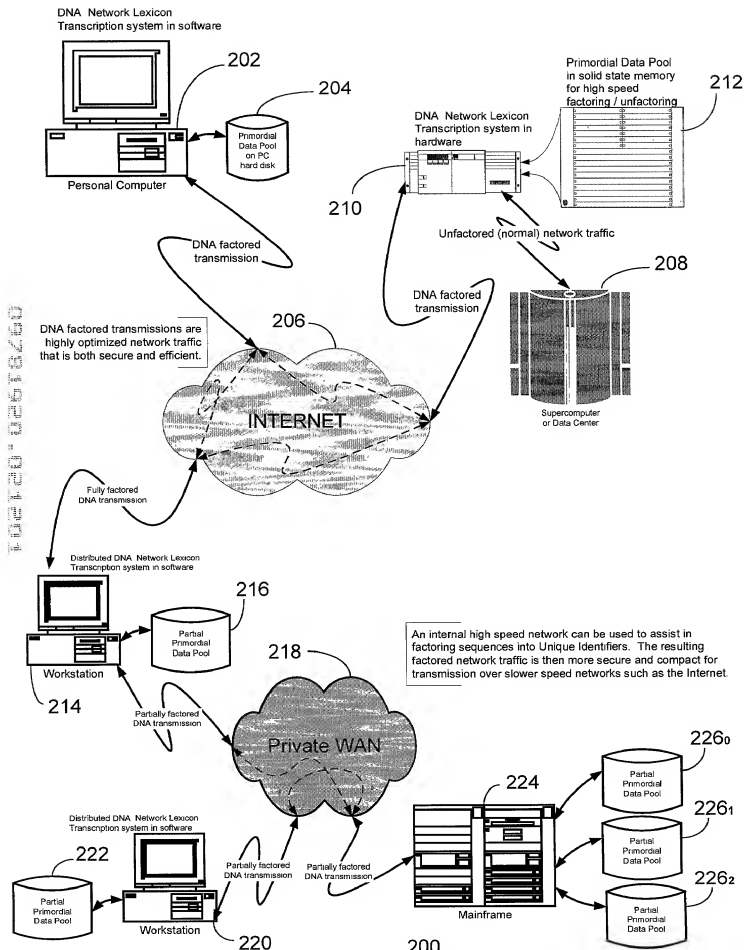 DNA Network Lexicon
Transcription system in software
202
204
Primordial
Data Pool
on PC
hard disk
Personal Computer
Primordial Data Pool
in solid state memory
for high speed
factoring / unfactoring
212
DNA Network Lexicon
Transcription system in
hardware
210
Unfactored (normal) network traffic
208
Supercomputer
or Data Center
DNA factored
transmission
DNA factored
transmission
DNA factored transmissions are
highly optimized network traffic
that is both secure and efficient.
206
INTERNET
Fully factored
DNA transmission
Distributed DNA Network Lexicon
Transcription system in software
216
Partial
Primordial
Data Pool
Workstation
214
An internal high speed network can be used to assist in
factoring sequences into Unique Identifiers. The resulting
factored network traffic is then more secure and compact for
transmission over slower speed networks such as the Internet.
218
Partially factored
DNA transmission
Private WAN
224
Mainframe
226₀
Partial
Primordial
Data Pool
226₁
Partial
Primordial
Data Pool
226₂
Partial
Primordial
Data Pool
Distributed DNA Network Lexicon
Transcription system in software
222
Partial
Primordial
Data Pool
Workstation
220
Partially factored
DNA transmission
Partially factored
DNA transmission
200